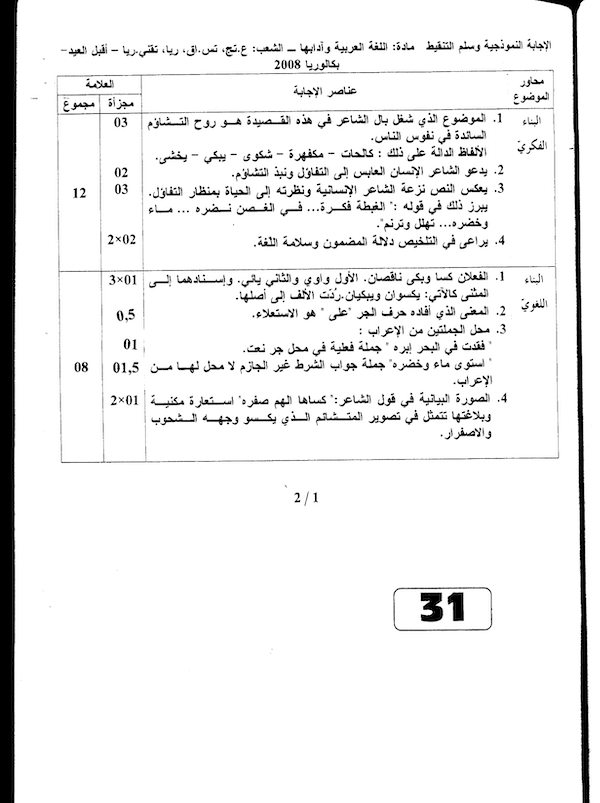 الإجابة النموذجية وسلم التنقيط مادة: اللغة العربية وآدابها – الشعب: ع.تج، تس.اق، ريا، تقني.ريا – أقبل العيد-
بكالوريا 2008
محاور الموضوع
عناصر الإجابة
العلامة
مجزأة مجموع
البناء الفكريّ
1. الموضوع الذي شغل بال الشاعر في هذه القصيدة هو روح التشاؤم 03
السائدة في نفوس الناس.
الألفاظ الدالة على ذلك : كالحات – مكفهرة – شكوى – يبكي – يخشى.
2. يدعو الشاعر الإنسان العابس إلى التفاؤل ونبذ التشاؤم. 02
3. يعكس النص نزعة الشاعر الإنسانية ونظرته إلى الحياة بمنظار التفاؤل. 03 12
يبرز ذلك في قوله :" الغبطة فكرة... في الغصن نضره ... ماء
وخضره... تهلل وترنم".
4. يراعى في التلخيص دلالة المضمون وسلامة اللغة. 02×2
البناء اللغويّ
1. الفعلان كسا وبكى ناقصان. الأول واوي والثاني يائي. وإسنادهما إلى 01×3
المثنى كالآتي: يكسوان ويبكيان.ردّت الألف إلى أصلها.
2. المعنى الذي أفاده حرف الجر "على " هو الاستعلاء. 0,5
3. محل الجملتين من الإعراب :
" فقدت في البحر إبره " جملة فعلية في محل جر نعت. 01
" استوى ماء وخضره" جملة جواب الشرط غير الجازم لا محل لها من 01,5 08
الإعراب.
4. الصورة البيانية في قول الشاعر:" كساها الهم صفره" استعارة مكنية 01×2
وبلاغتها تتمثل في تصوير المتشائم الذي يكسو وجهه الشحوب
والاصفرار.
2 / 1
31